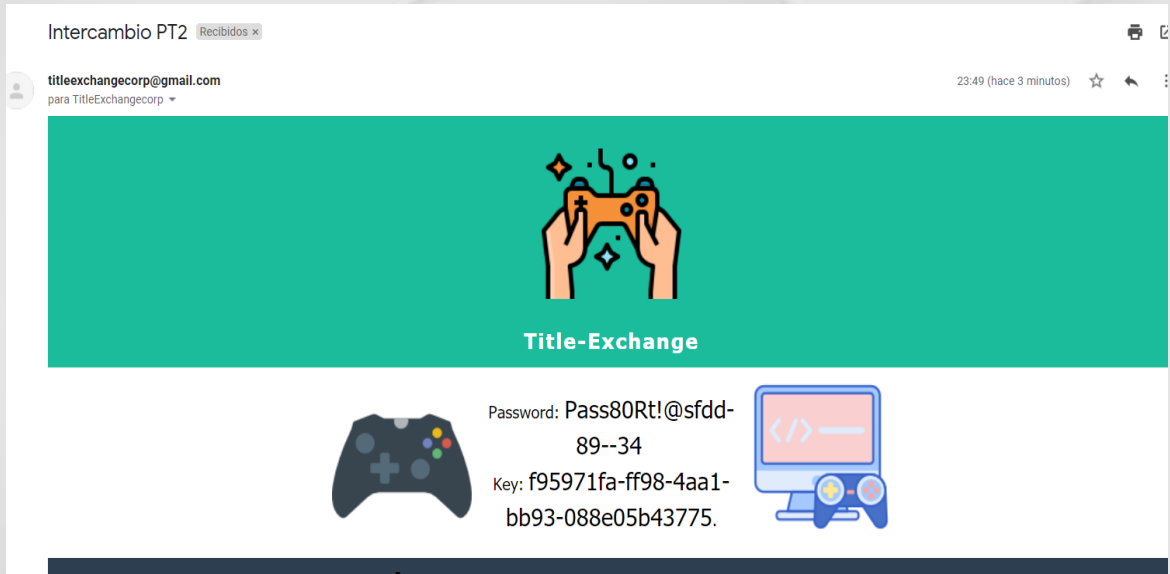 Intercambio PT2 Recibidos ×
titleexchangecorp@gmail.com
23:49 (hace 3 minutos)
para TitleExchangecorp
Title-Exchange
Password: Pass80Rt!@sfdd-
89--34
Key: f95971fa-ff98-4aa1-
bb93-088e05b43775.